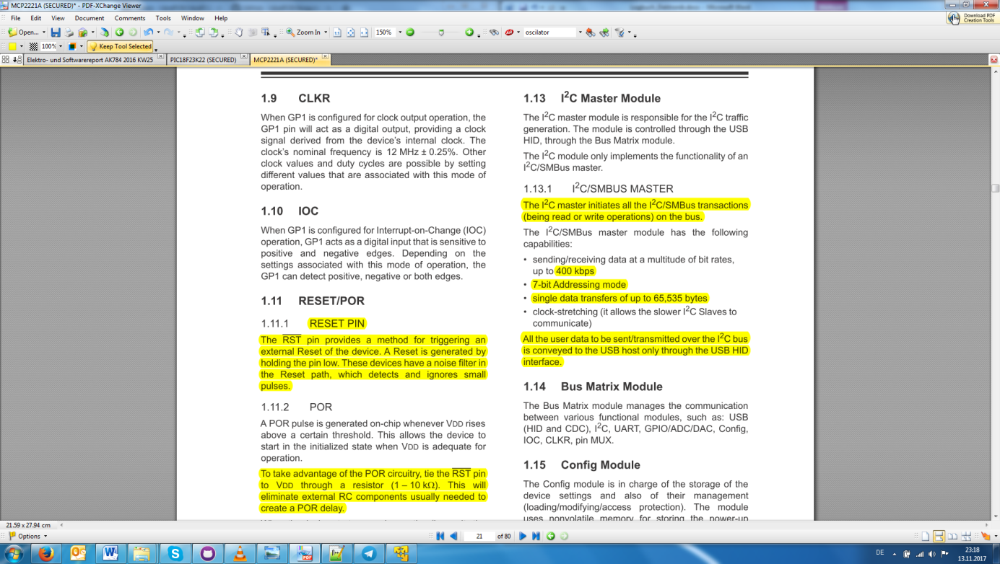 MCP2221A (SECURED)* - PDF-XChange Viewer
File Edit View Document Comments Tools Window Help
Download PDF
Creation Tools
Open... Zoom In 150% oscilator
100% Keep Tool Selected
Elektro- und Softwarereport AK784 2016 KW25 PIC18F23K22 (SECURED) MCP2221A (SECURED)*
1.9 CLKR
When GP1 is configured for clock output operation, the
GP1 pin will act as a digital output, providing a clock
signal derived from the device's internal clock. The
clock's nominal frequency is 12 MHz ± 0.25%. Other
clock values and duty cycles are possible by setting
different values that are associated with this mode of
operation.
1.10 IOC
When GP1 is configured for Interrupt-on-Change (IOC)
operation, GP1 acts as a digital input that is sensitive to
positive and negative edges. Depending on the
settings associated with this mode of operation, the
GP1 can detect positive, negative or both edges.
1.11 RESET/POR
1.11.1 RESET PIN
The RST pin provides a method for triggering an
external Reset of the device. A Reset is generated by
holding the pin low. These devices have a noise filter in
the Reset path, which detects and ignores small
pulses.
1.11.2 POR
A POR pulse is generated on-chip whenever VDD rises
above a certain threshold. This allows the device to
start in the initialized state when VDD is adequate for
operation.
To take advantage of the POR circuitry, tie the RST pin
to VDD through a resistor (1 – 10 kΩ). This will
eliminate external RC components usually needed to
create a POR delay.
1.13 I2C Master Module
The I2C master module is responsible for the I2C traffic
generation. The module is controlled through the USB
HID, through the Bus Matrix module.
The I2C module only implements the functionality of an
I2C/SMBus master.
1.13.1 I2C/SMBUS MASTER
The I2C master initiates all the I2C/SMBus transactions
(being read or write operations) on the bus.
The I2C/SMBus master module has the following
capabilities:
• sending/receiving data at a multitude of bit rates,
up to 400 kbps
• 7-bit Addressing mode
• single data transfers of up to 65,535 bytes
• clock-stretching (it allows the slower I2C Slaves to
communicate)
All the user data to be sent/transmitted over the I2C bus
is conveyed to the USB host only through the USB HID
interface.
1.14 Bus Matrix Module
The Bus Matrix module manages the communication
between various functional modules, such as: USB
(HID and CDC), I2C, UART, GPIO/ADC/DAC, Config,
IOC, CLKR, pin MUX.
1.15 Config Module
The Config module is in charge of the storage of the
device settings and also of their management
(loading/modifying/access protection). The module
uses nonvolatile memory for storing the power-up
21.59 x 27.94 cm
Options 21 of 80
DE 23:18
13.11.2017